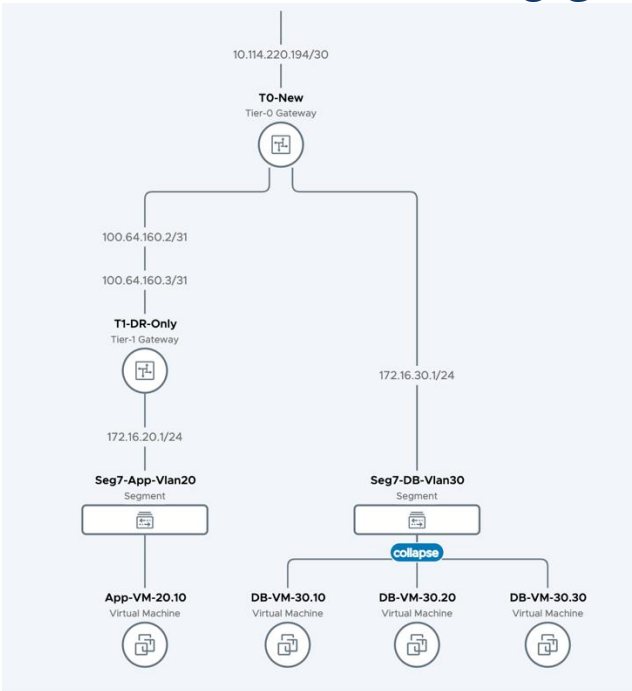 10.114.220.194/30
T0-New
Tier-0 Gateway
100.64.160.2/31
100.64.160.3/31
T1-DR-Only
Tier-1 Gateway
172.16.30.1/24
172.16.20.1/24
Seg7-App-Vlan20
Segment
Seg7-DB-Vlan30
Segment
collapse
App-VM-20.10
Virtual Machine
DB-VM-30.10
Virtual Machine
DB-VM-30.20
Virtual Machine
DB-VM-30.30
Virtual Machine